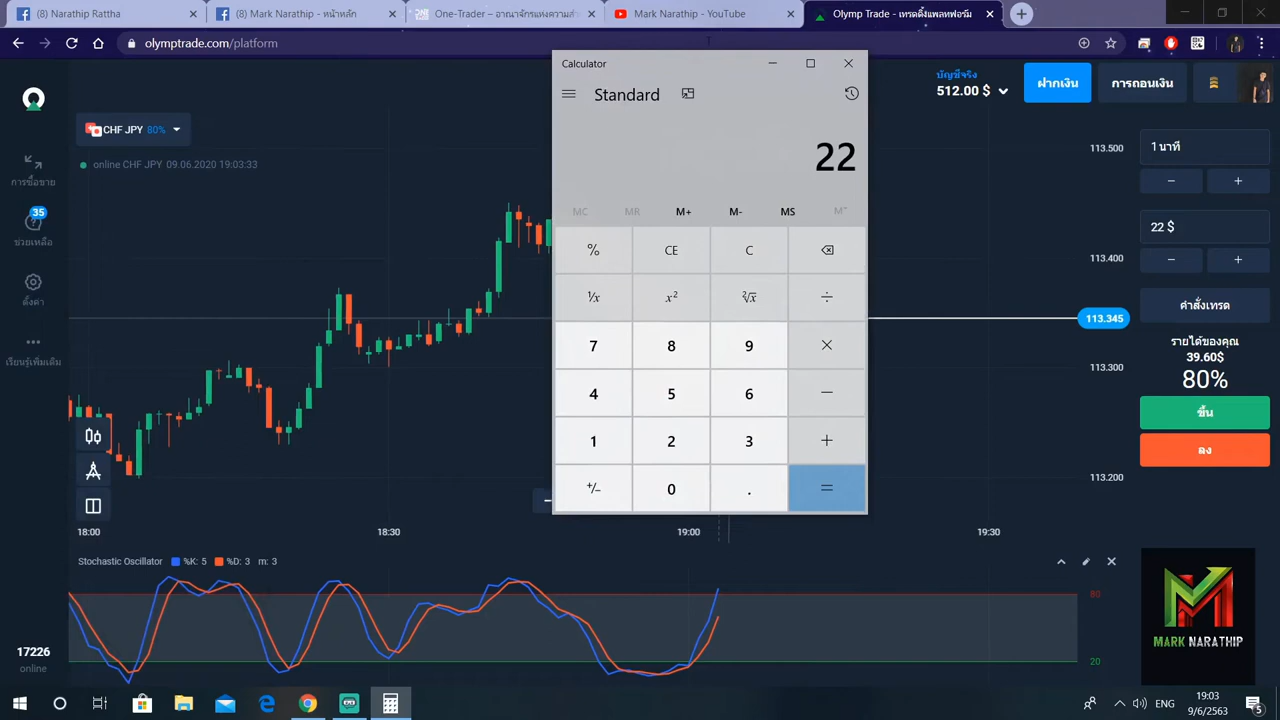 (8) Narathip Rattha
(8) Mark Narathip - หน้าหลัก
One-Trader – อาณาจักรแห่งความสำ
Mark Narathip - YouTube
Olymp Trade - เทรดดิ้งแพลทฟอร์ม
olymptrade.com/platform
Calculator
Standard
22
MC MR M+ M- MS M˅
% CE C
¹/x x² ²√x ÷
7 8 9 ×
4 5 6 −
1 2 3 +
+/− 0 . =
CHF JPY 80%
online CHF JPY 09.06.2020 19:03:33
การซื้อขาย
35
ช่วยเหลือ
ตั้งค่า
เรียนรู้เพิ่มเติม
17226
online
บัญชีจริง
512.00 $
ฝากเงิน
การถอนเงิน
113.500
113.400
113.345
113.300
113.200
1 นาที
− +
22 $
− +
คำสั่งเทรด
รายได้ของคุณ
39.60$
80%
ขึ้น
ลง
18:00 18:30 19:00 19:30
Stochastic Oscillator %K: 5 %D: 3 m: 3
80
20
MARK NARATHIP
ENG
19:03
9/6/2563
5